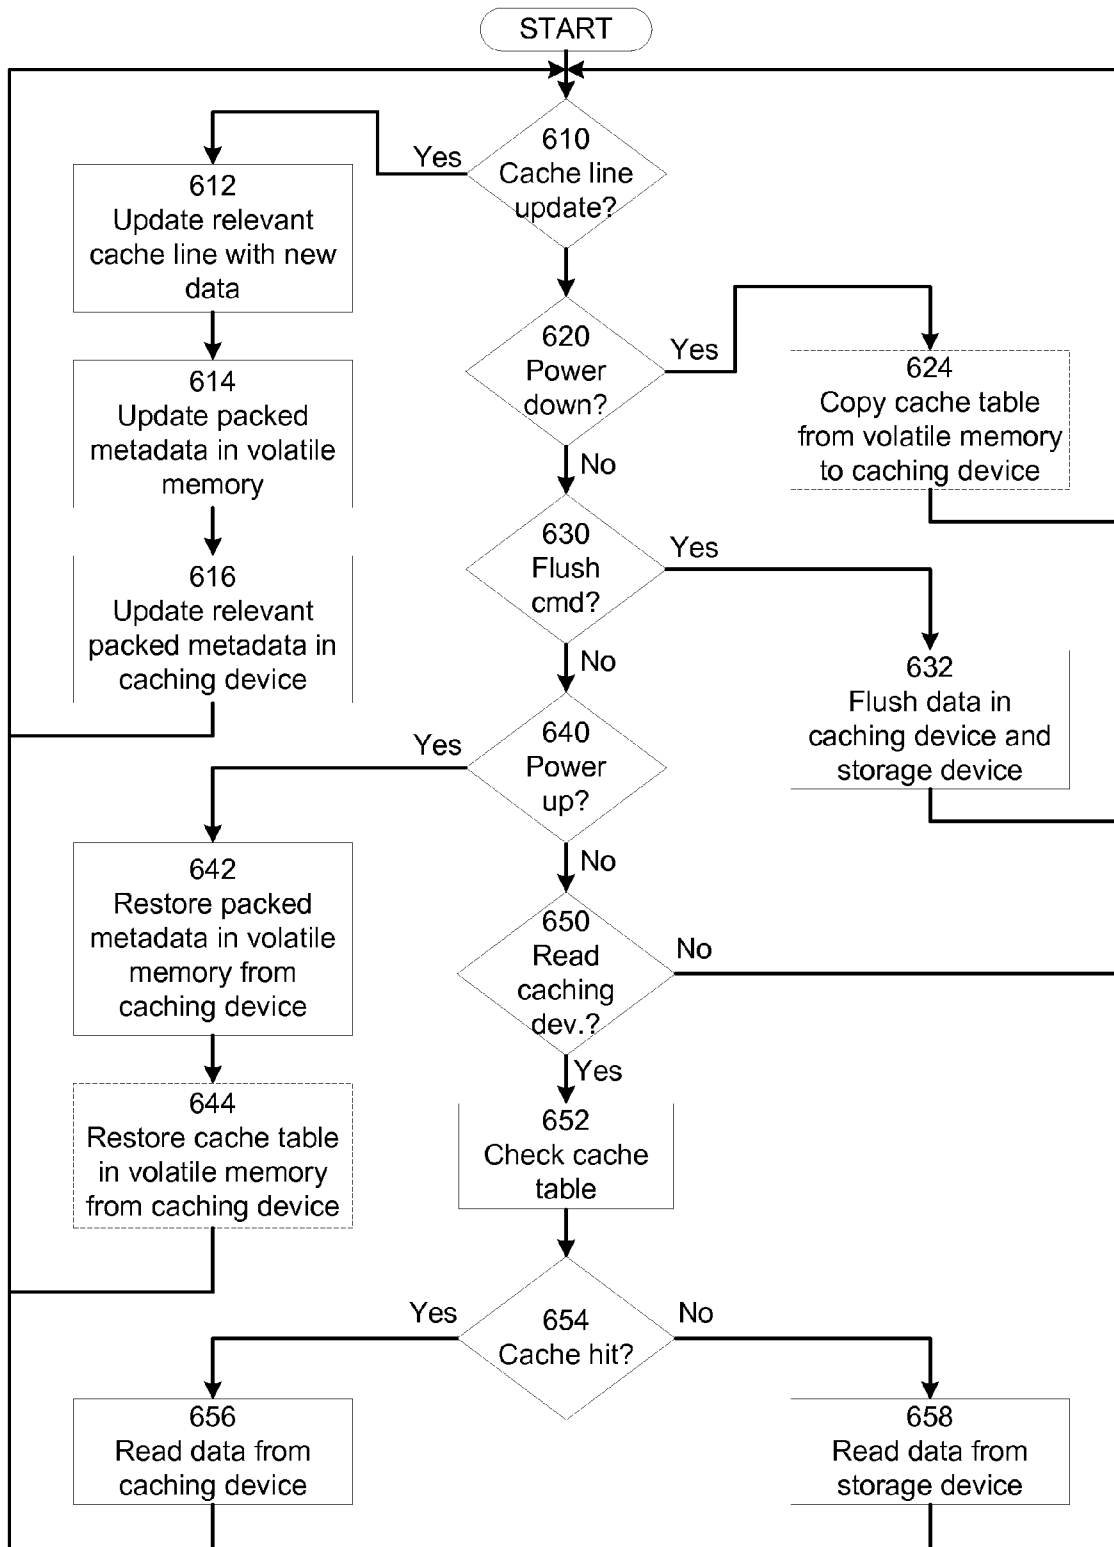 START
610
Cache line
update?
Yes
612
Update relevant
cache line with new
data
620
Power
down?
Yes
No
624
Copy cache table
from volatile memory
to caching device
614
Update packed
metadata in volatile
memory
630
Flush
cmd?
Yes
No
616
Update relevant
packed metadata in
caching device
632
Flush data in
caching device and
storage device
640
Power
up?
Yes
No
642
Restore packed
metadata in volatile
memory from
caching device
650
Read
caching
dev.?
No
Yes
644
Restore cache table
in volatile memory
from caching device
652
Check cache
table
654
Cache hit?
Yes
No
656
Read data from
caching device
658
Read data from
storage device